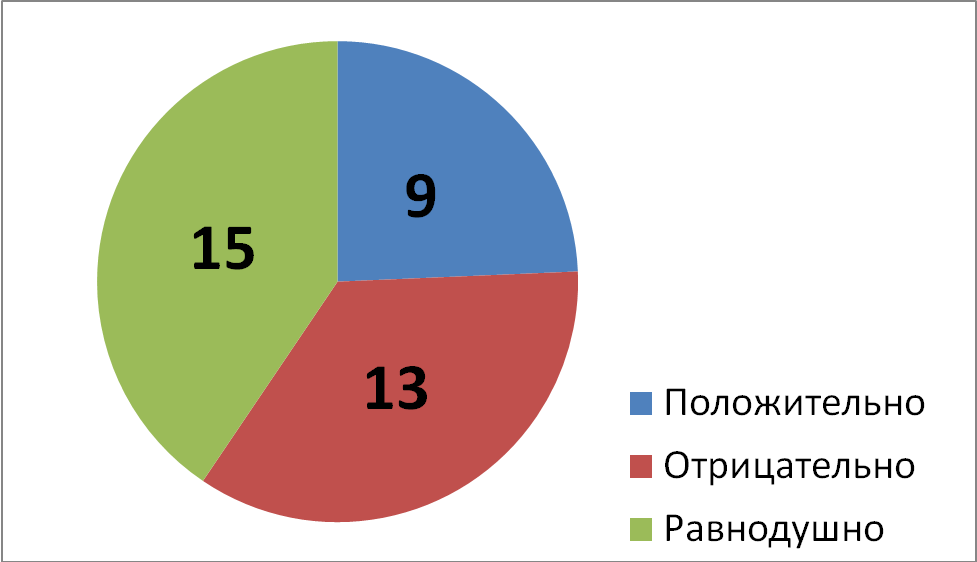 9
15
13
Положительно
Отрицательно
Равнодушно